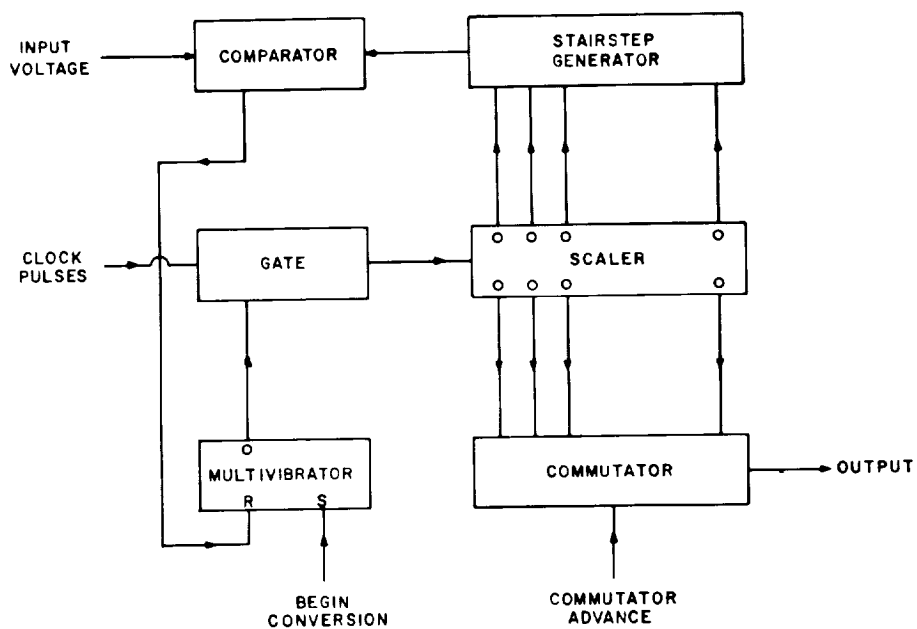 INPUT
VOLTAGE
COMPARATOR
STAIRSTEP
GENERATOR
CLOCK
PULSES
GATE
SCALER
MULTIVIBRATOR
R S
COMMUTATOR
OUTPUT
BEGIN
CONVERSION
COMMUTATOR
ADVANCE